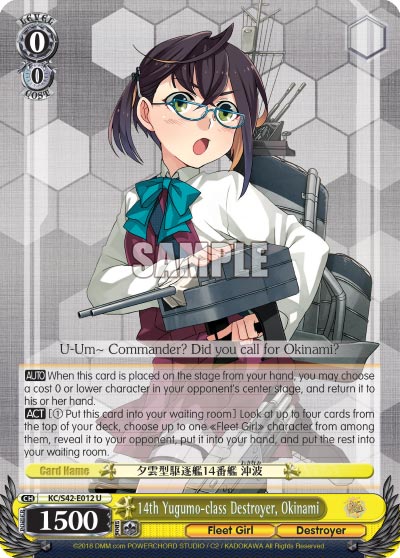 LEVEL
0
0
COST
SAMPLE
U-Um~ Commander? Did you call for Okinami?
AUTO When this card is placed on the stage from your hand, you may choose
a cost 0 or lower character in your opponent's center stage, and return it to
his or her hand.
ACT [① Put this card into your waiting room] Look at up to four cards
from the top of your deck, choose up to one «Fleet Girl» character from among
them, reveal it to your opponent, put it into your hand, and put the rest
into your waiting room.
Card Name 夕雲型駆逐艦14番艦 沖波
CH KC/S42-E012 U
14th Yugumo-class Destroyer, Okinami
POWER 1500
Fleet Girl Destroyer
©2016 DMM.com POWERCHORD STUDIO / C2 / KADOKAWA All Rights Reserved.